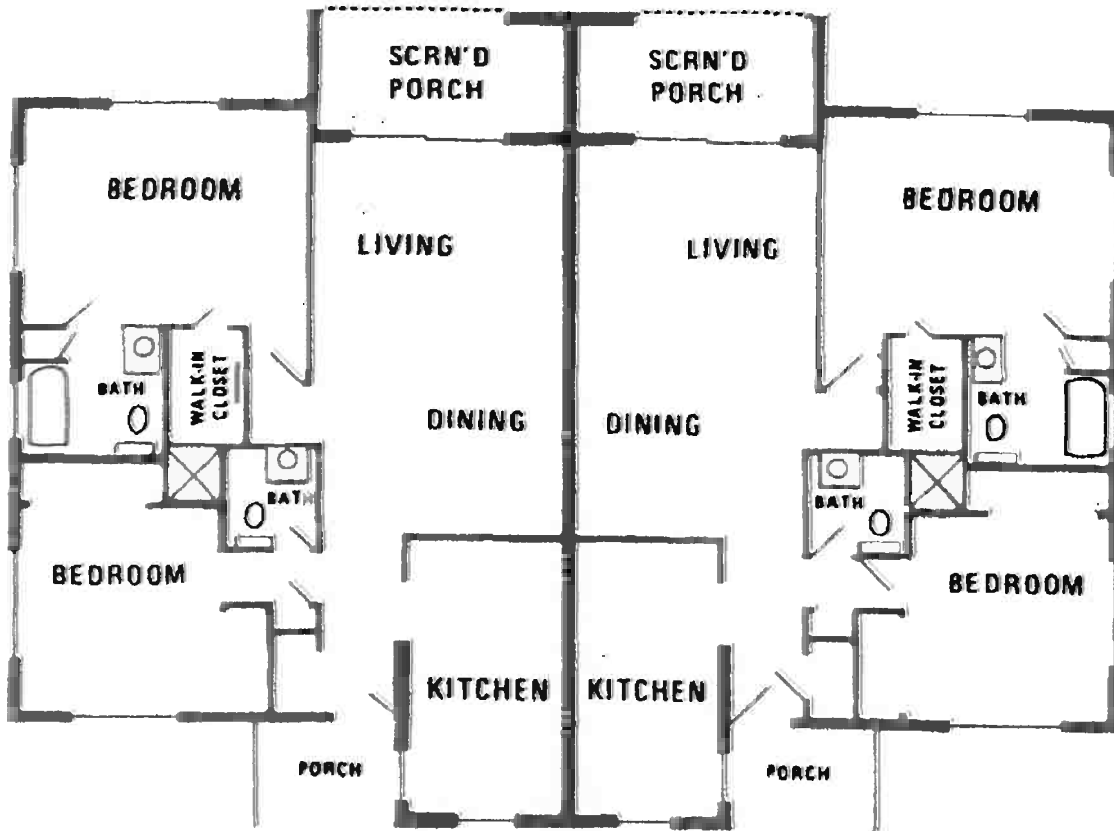 SCRN'D
PORCH
SCRN'D
PORCH
BEDROOM
BEDROOM
LIVING
LIVING
WALK-IN
CLOSET
WALK-IN
CLOSET
BATH
BATH
DINING
DINING
BATH
BATH
BEDROOM
BEDROOM
KITCHEN
KITCHEN
PORCH
PORCH